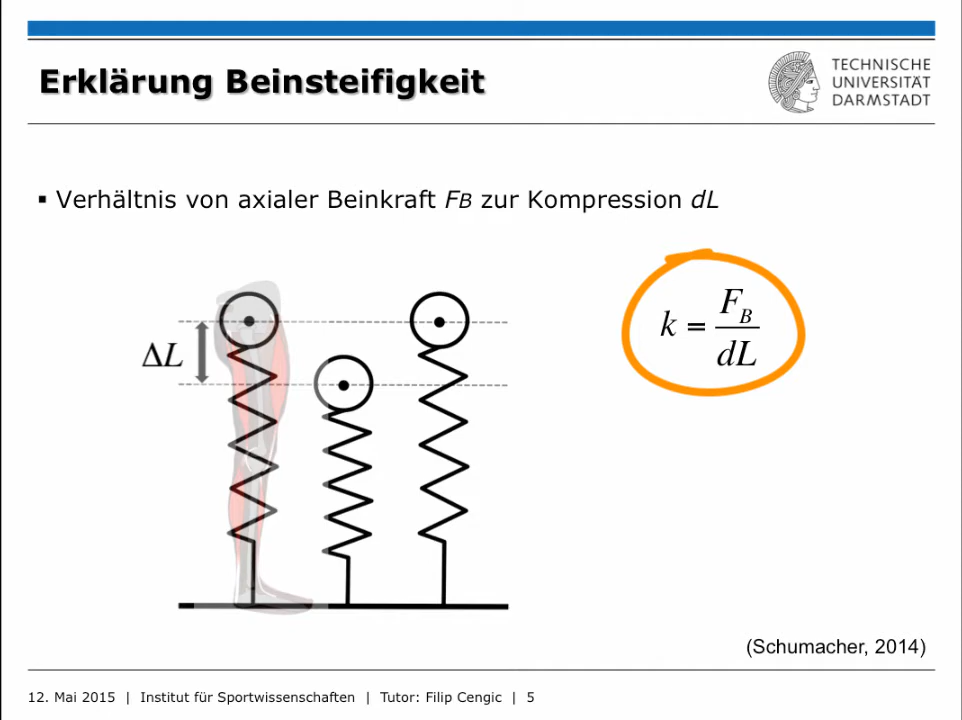 Erklärung Beinsteifigkeit
TECHNISCHE
UNIVERSITÄT
DARMSTADT
▪ Verhältnis von axialer Beinkraft FB zur Kompression dL
ΔL
k = F_B / dL
(Schumacher, 2014)
12. Mai 2015 | Institut für Sportwissenschaften | Tutor: Filip Cengic | 5